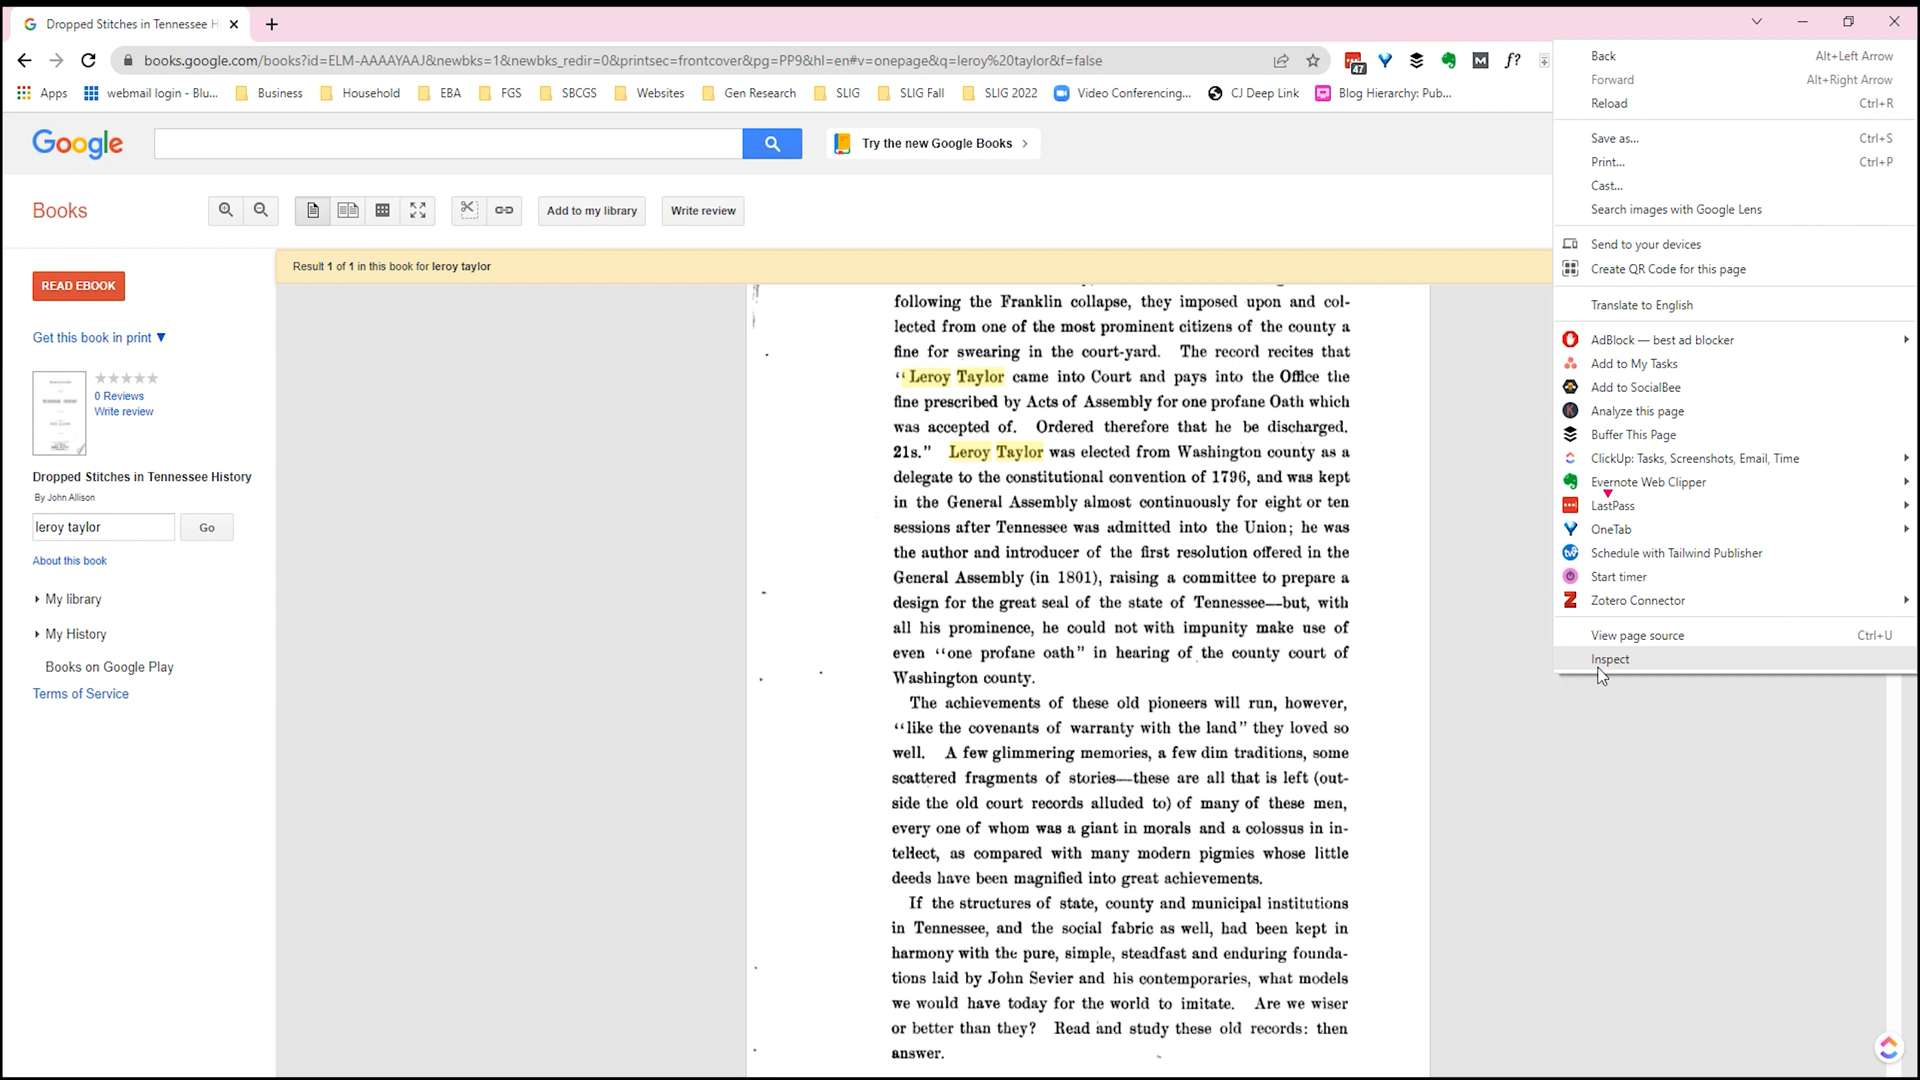 Dropped Stitches in Tennessee H
books.google.com/books?id=ELM-AAAAYAAJ&newbks=1&newbks_redir=0&printsec=frontcover&pg=PP9&hl=en#v=onepage&q=leroy%20taylor&f=false
47
f?
Apps
webmail login - Blu...
Business
Household
EBA
FGS
SBCGS
Websites
Gen Research
SLIG
SLIG Fall
SLIG 2022
Video Conferencing...
CJ Deep Link
Blog Hierarchy: Pub...
Google
Try the new Google Books
Books
Add to my library
Write review
READ EBOOK
Get this book in print ▼
0 Reviews
Write review
Dropped Stitches in Tennessee History
By John Allison
leroy taylor
Go
About this book
My library
My History
Books on Google Play
Terms of Service
Result 1 of 1 in this book for leroy taylor
following the Franklin collapse, they imposed upon and col-
lected from one of the most prominent citizens of the county a
fine for swearing in the court-yard. The record recites that
“Leroy Taylor came into Court and pays into the Office the
fine prescribed by Acts of Assembly for one profane Oath which
was accepted of. Ordered therefore that he be discharged.
21s.” Leroy Taylor was elected from Washington county as a
delegate to the constitutional convention of 1796, and was kept
in the General Assembly almost continuously for eight or ten
sessions after Tennessee was admitted into the Union; he was
the author and introducer of the first resolution offered in the
General Assembly (in 1801), raising a committee to prepare a
design for the great seal of the state of Tennessee—but, with
all his prominence, he could not with impunity make use of
even “one profane oath” in hearing of the county court of
Washington county.
The achievements of these old pioneers will run, however,
“like the covenants of warranty with the land” they loved so
well. A few glimmering memories, a few dim traditions, some
scattered fragments of stories—these are all that is left (out-
side the old court records alluded to) of many of these men,
every one of whom was a giant in morals and a colossus in in-
tellect, as compared with many modern pigmies whose little
deeds have been magnified into great achievements.
If the structures of state, county and municipal institutions
in Tennessee, and the social fabric as well, had been kept in
harmony with the pure, simple, steadfast and enduring founda-
tions laid by John Sevier and his contemporaries, what models
we would have today for the world to imitate. Are we wiser
or better than they? Read and study these old records: then
answer.
Back Alt+Left Arrow
Forward Alt+Right Arrow
Reload Ctrl+R
Save as... Ctrl+S
Print... Ctrl+P
Cast...
Search images with Google Lens
Send to your devices
Create QR Code for this page
Translate to English
AdBlock — best ad blocker
Add to My Tasks
Add to SocialBee
Analyze this page
Buffer This Page
ClickUp: Tasks, Screenshots, Email, Time
Evernote Web Clipper
LastPass
OneTab
Schedule with Tailwind Publisher
Start timer
Zotero Connector
View page source Ctrl+U
Inspect